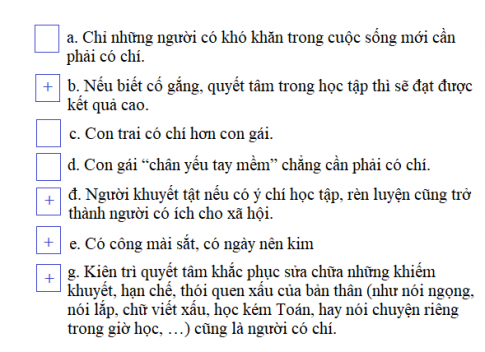 a. Chỉ những người có khó khăn trong cuộc sống mới cần
phải có chí.
+ b. Nếu biết cố gắng, quyết tâm trong học tập thì sẽ đạt được
kết quả cao.
c. Con trai có chí hơn con gái.
d. Con gái “chân yếu tay mềm” chẳng cần phải có chí.
+ đ. Người khuyết tật nếu có ý chí học tập, rèn luyện cũng trở
thành người có ích cho xã hội.
+ e. Có công mài sắt, có ngày nên kim
+ g. Kiên trì quyết tâm khắc phục sửa chữa những khiếm
khuyết, hạn chế, thói quen xấu của bản thân (như nói ngọng,
nói lắp, chữ viết xấu, học kém Toán, hay nói chuyện riêng
trong giờ học, …) cũng là người có chí.